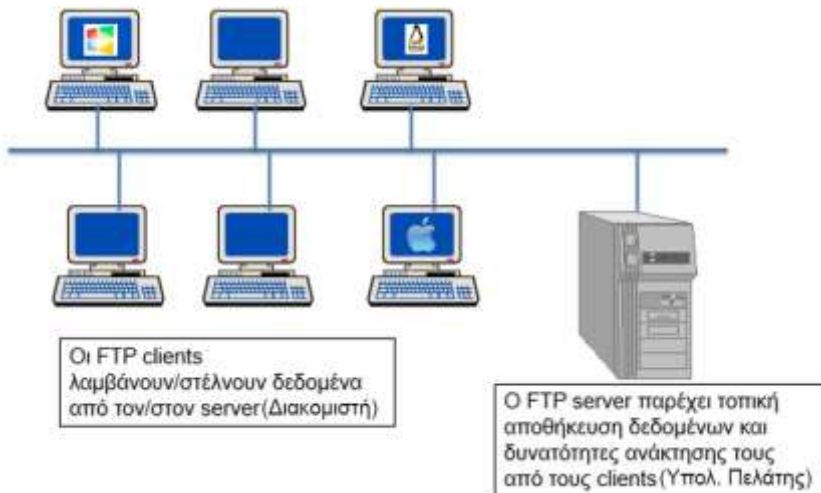 Οι FTP clients
λαμβάνουν/στέλνουν δεδομένα
από τον/στον server(Διακομιστή)
Ο FTP server παρέχει τοπική
αποθήκευση δεδομένων και
δυνατότητες ανάκτησης τους
από τους clients(Υπολ. Πελάτης)